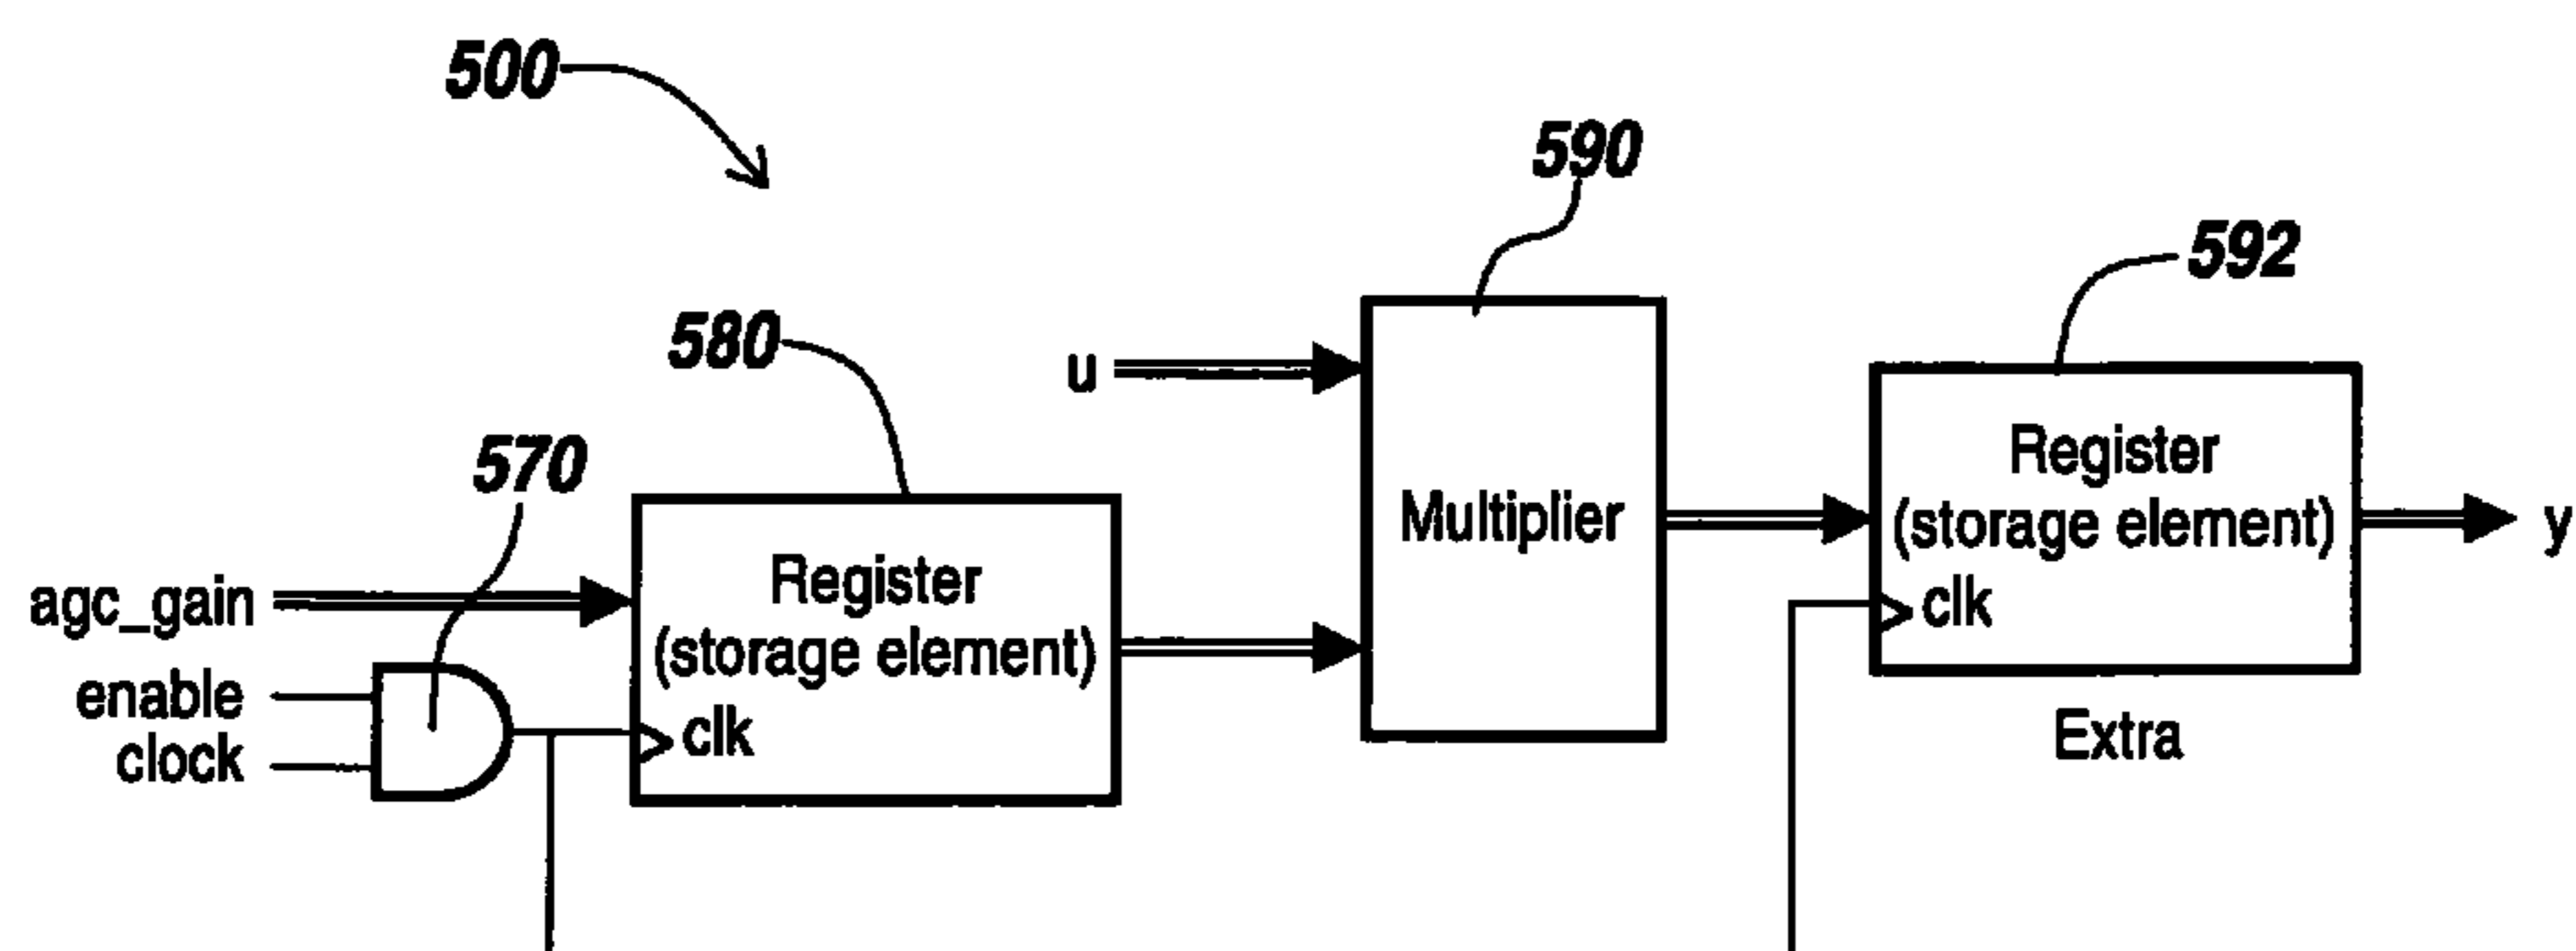 500
590
592
580
u
570
Register
(storage element)
clk
Multiplier
y
agc_gain
Register
(storage element)
clk
enable
clock
Extra